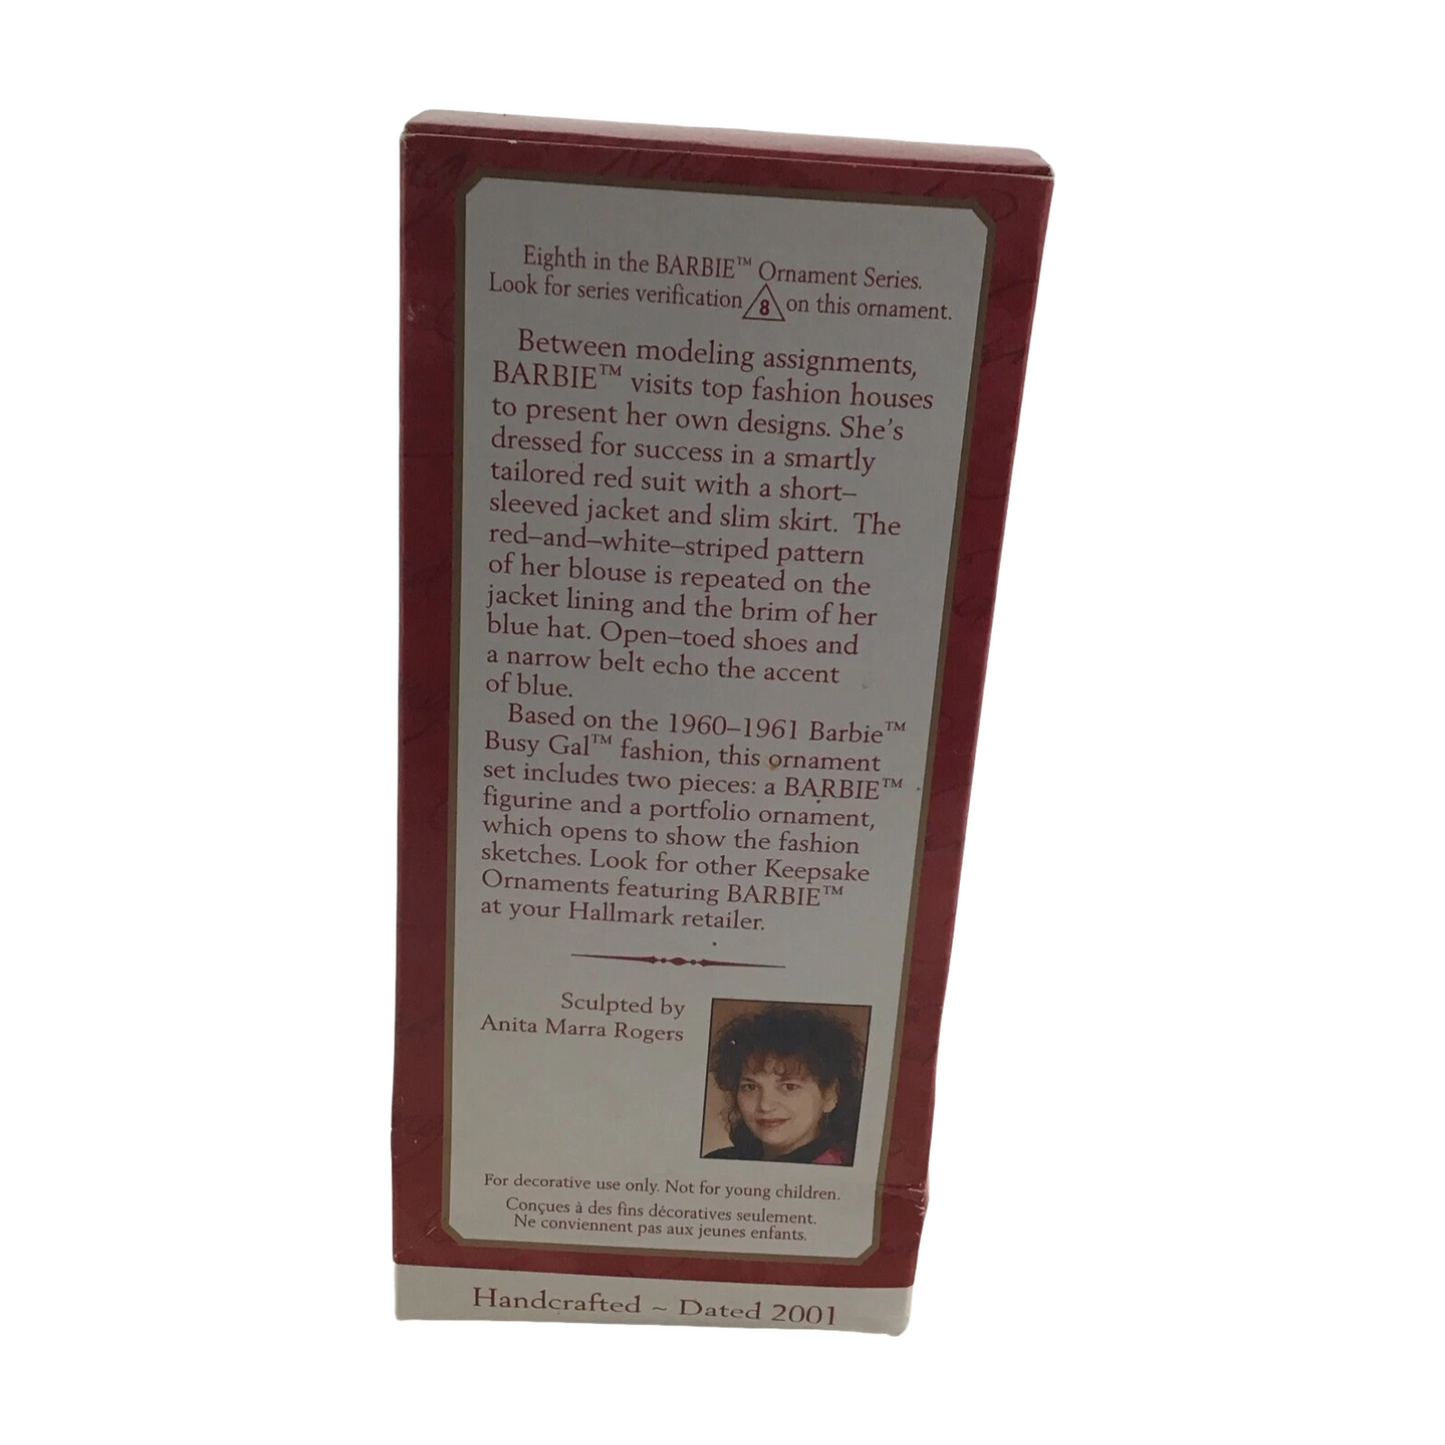 Eighth in the BARBIE™ Ornament Series.
Look for series verification 8 on this ornament.
Between modeling assignments,
BARBIE™ visits top fashion houses
to present her own designs. She's
dressed for success in a smartly
tailored red suit with a short–
sleeved jacket and slim skirt. The
red–and–white–striped pattern
of her blouse is repeated on the
jacket lining and the brim of her
blue hat. Open–toed shoes and
a narrow belt echo the accent
of blue.
Based on the 1960–1961 Barbie™
Busy Gal™ fashion, this ornament
set includes two pieces: a BARBIE™
figurine and a portfolio ornament,
which opens to show the fashion
sketches. Look for other Keepsake
Ornaments featuring BARBIE™
at your Hallmark retailer.
Sculpted by
Anita Marra Rogers
For decorative use only. Not for young children.
Conçues à des fins décoratives seulement.
Ne conviennent pas aux jeunes enfants.
Handcrafted ~ Dated 2001